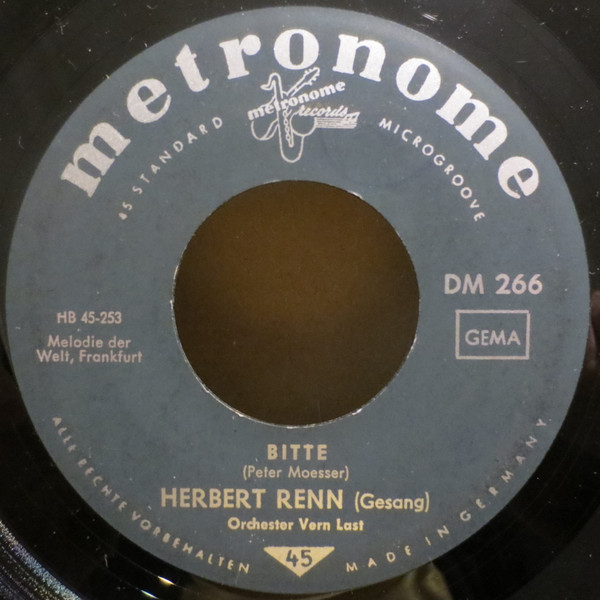 metronome
metronome
records
45 STANDARD
MICROGROOVE
DM 266
GEMA
HB 45-253
Melodie der
Welt, Frankfurt
BITTE
(Peter Moesser)
HERBERT RENN (Gesang)
Orchester Vern Last
45
ALLE RECHTE VORBEHALTEN
MADE IN GERMANY